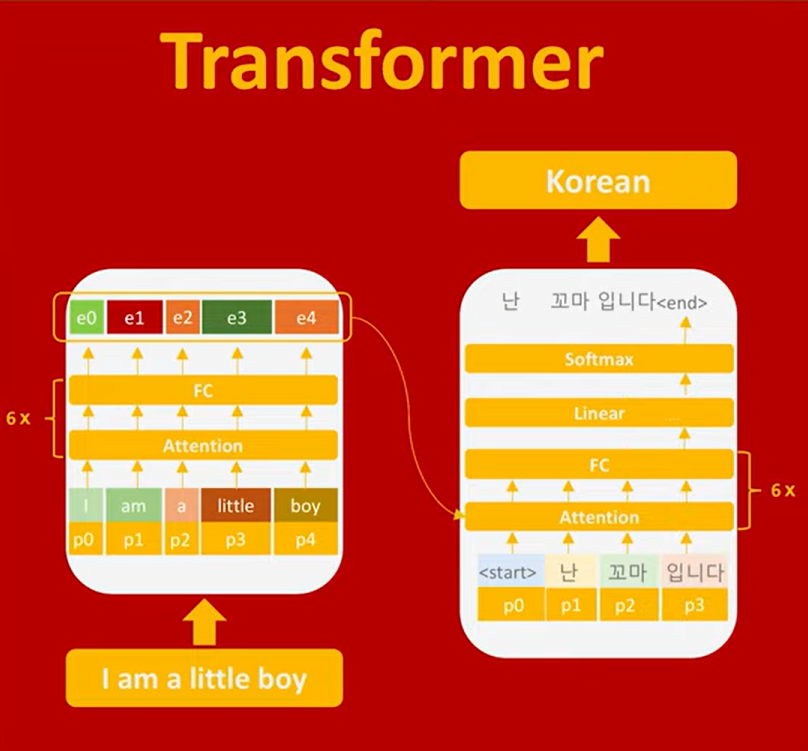 Transformer
Korean
난 꼬마 입니다<end>
Softmax
Linear
FC
Attention
6 x
<start> 난 꼬마 입니다
p0 p1 p2 p3
e0 e1 e2 e3 e4
FC
Attention
6 x
I am a little boy
p0 p1 p2 p3 p4
I am a little boy